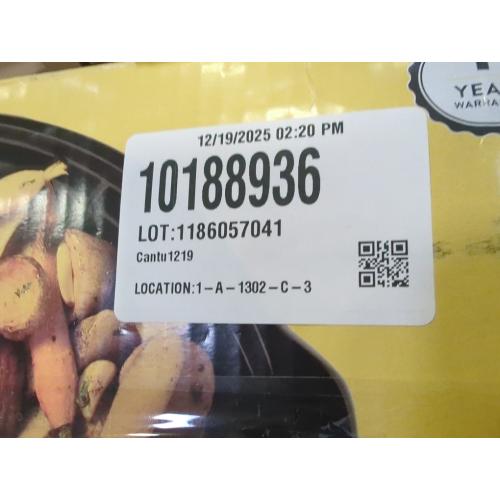 YEA
WARRA
12/19/2025 02:20 PM
10188936
LOT:1186057041
Cantu1219
LOCATION:1-A-1302-C-3